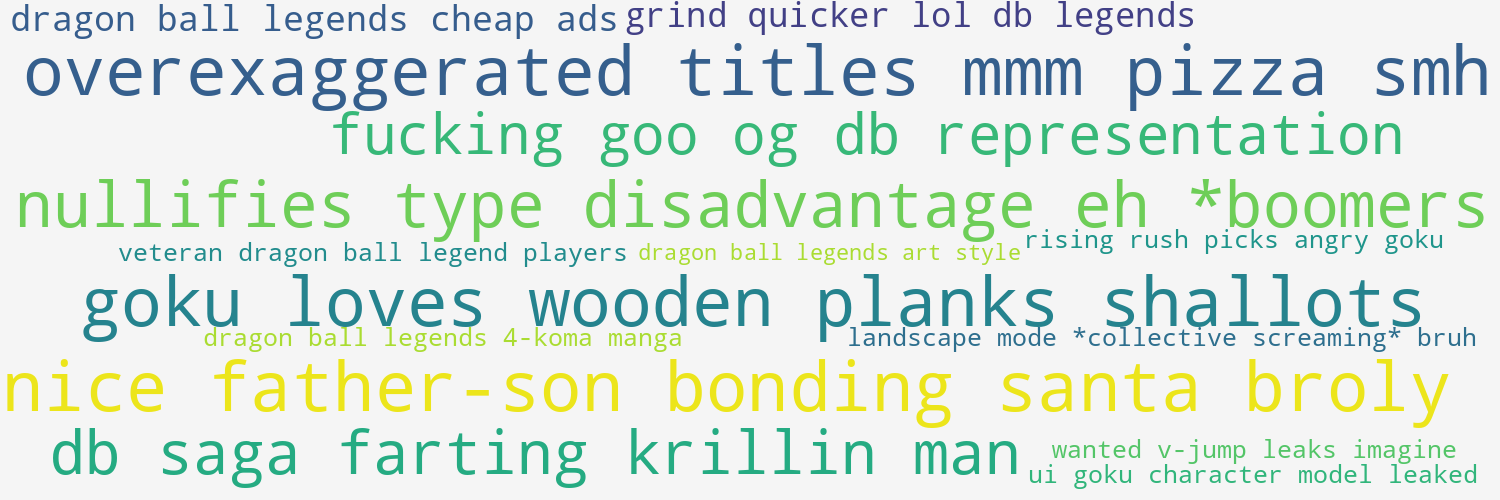 dragon ball legends cheap ads
grind quicker lol db legends
overexaggerated titles mmm pizza smh
fucking goo og db representation
nullifies type disadvantage eh *boomers
veteran dragon ball legend players
dragon ball legends art style
rising rush picks angry goku
goku loves wooden planks shallots
dragon ball legends 4-koma manga
landscape mode *collective screaming* bruh
nice father-son bonding santa broly
db saga farting krillin man
wanted v-jump leaks imagine
ui goku character model leaked